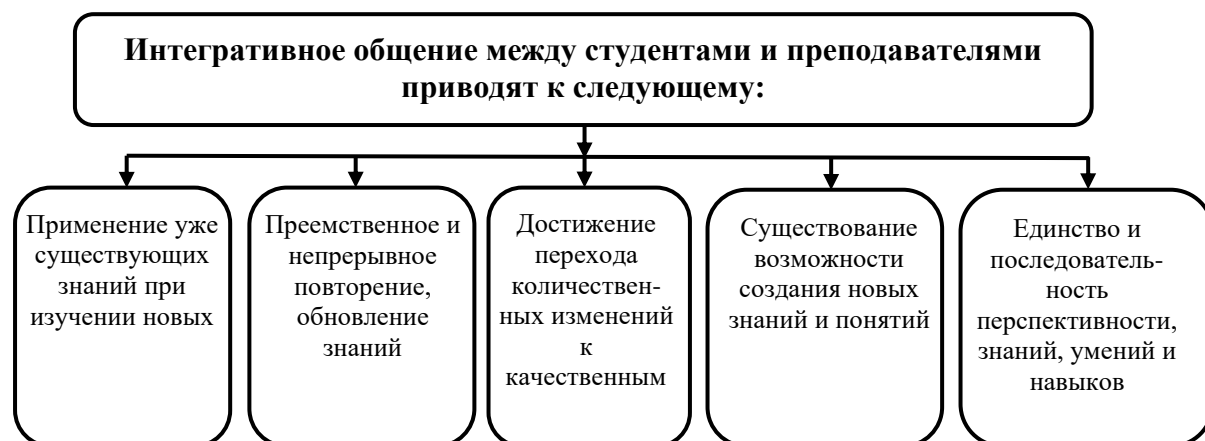 Интегративное общение между студентами и преподавателями
приводят к следующему:
Применение уже
существующих
знаний при
изучении новых
Преемственное и
непрерывное
повторение,
обновление
знаний
Достижение
перехода
количествен-
ных изменений
к
качественным
Существование
возможности
создания новых
знаний и понятий
Единство и
последователь-
ность
перспективности,
знаний, умений и
навыков